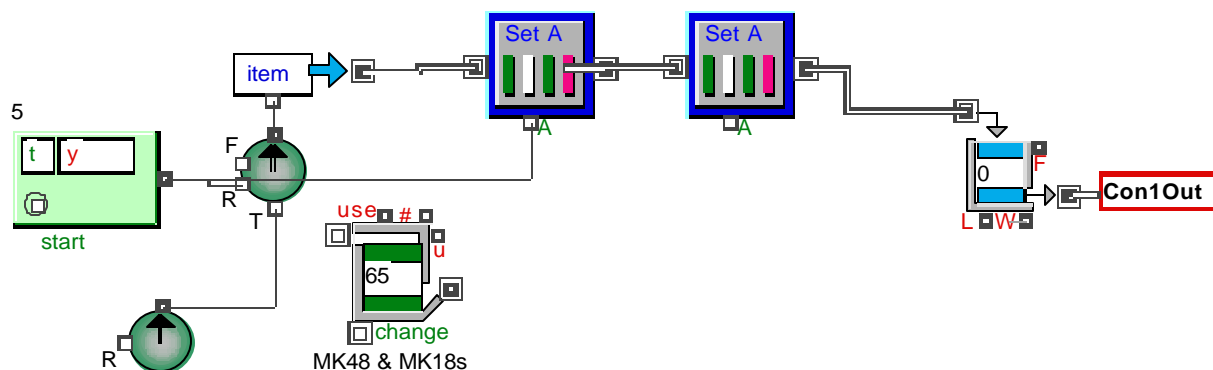 Set A
Set A
item
5
A
A
t
y
F
F
0
R
Con1Out
use
#
T
L
W
start
u
65
change
R
MK48 & MK18s